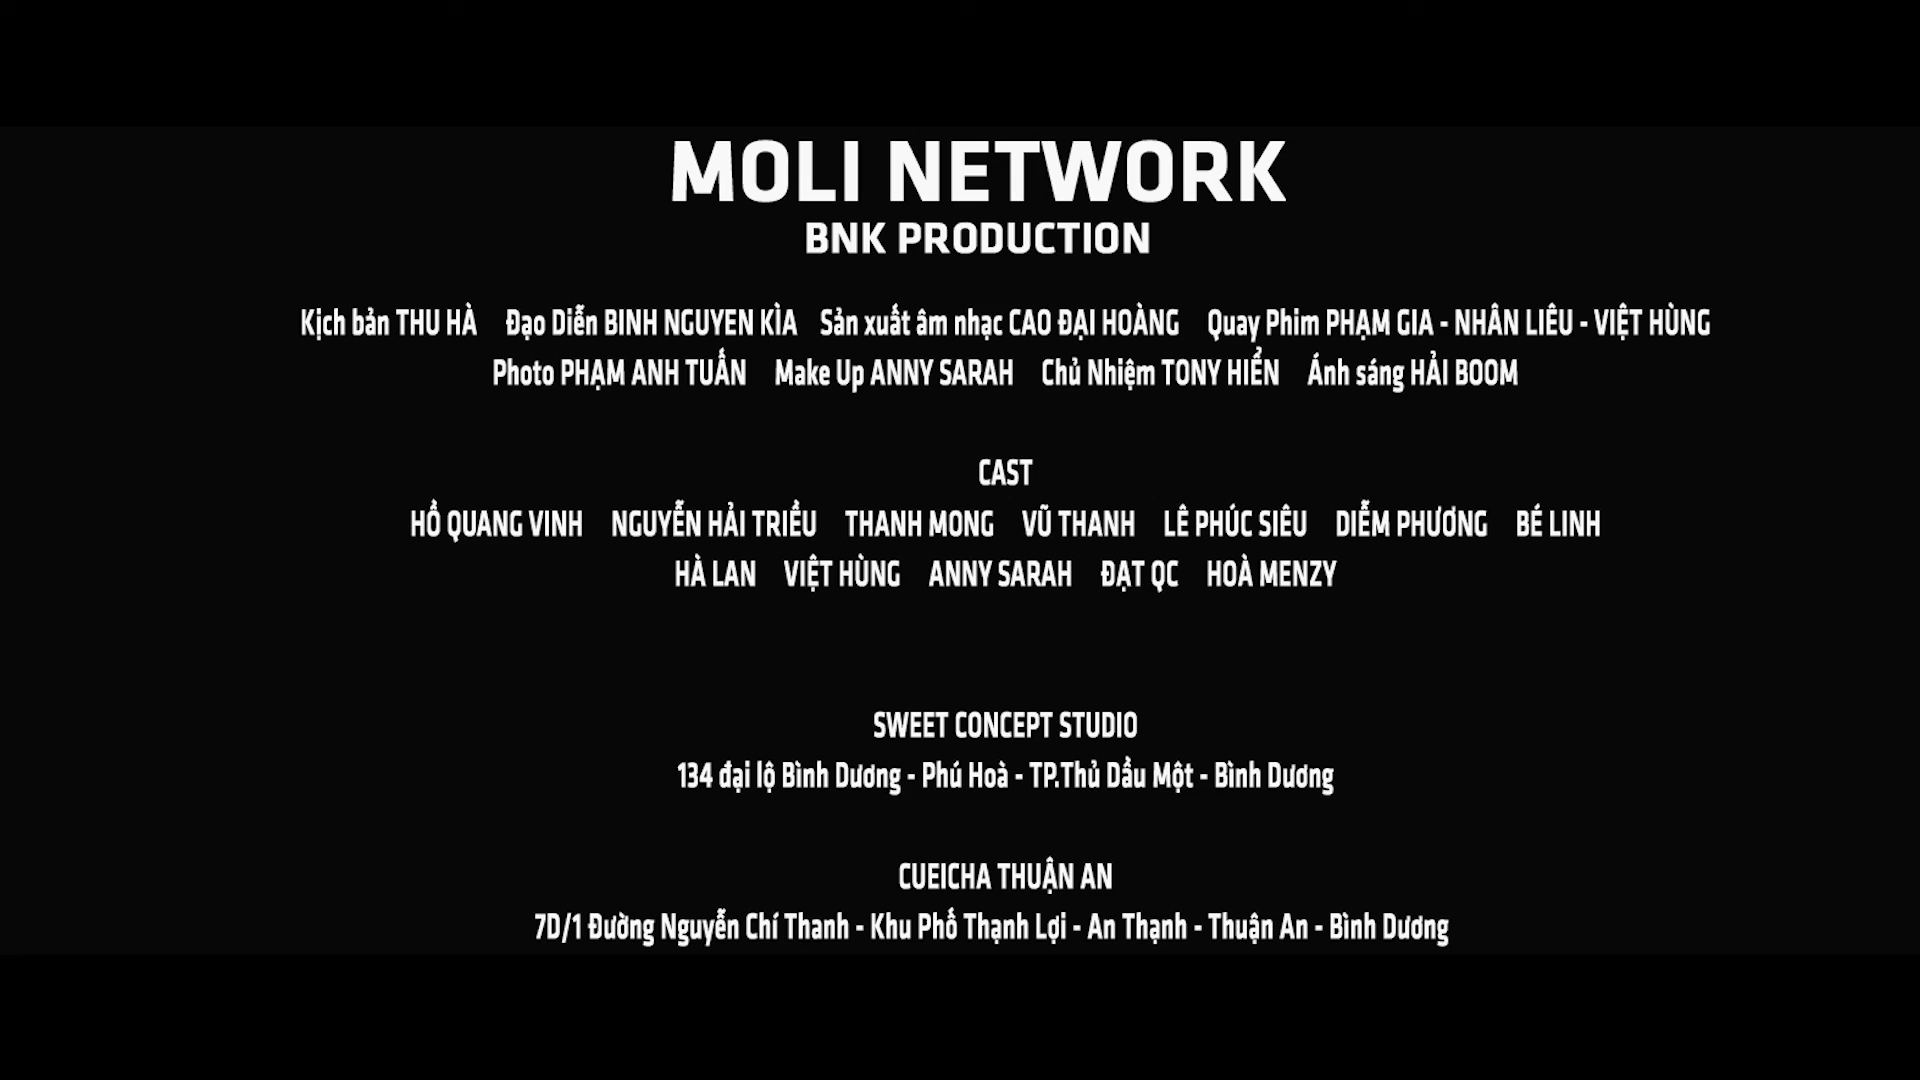 MOLI NETWORK
BNK PRODUCTION
Kịch bản THU HÀ Đạo Diễn BINH NGUYEN KÌA Sản xuất âm nhạc CAO ĐẠI HOÀNG Quay Phim PHẠM GIA - NHÂN LIÊU - VIỆT HÙNG
Photo PHẠM ANH TUẤN Make Up ANNY SARAH Chủ Nhiệm TONY HIỂN Ánh sáng HẢI BOOM
CAST
HỒ QUANG VINH NGUYỄN HẢI TRIỀU THANH MONG VŨ THANH LÊ PHÚC SIÊU DIỄM PHƯƠNG BÉ LINH
HÀ LAN VIỆT HÙNG ANNY SARAH ĐẠT QC HOÀ MENZY
SWEET CONCEPT STUDIO
134 đại lộ Bình Dương - Phú Hoà - TP.Thủ Dầu Một - Bình Dương
CUEICHA THUẬN AN
7D/1 Đường Nguyễn Chí Thanh - Khu Phố Thạnh Lợi - An Thạnh - Thuận An - Bình Dương